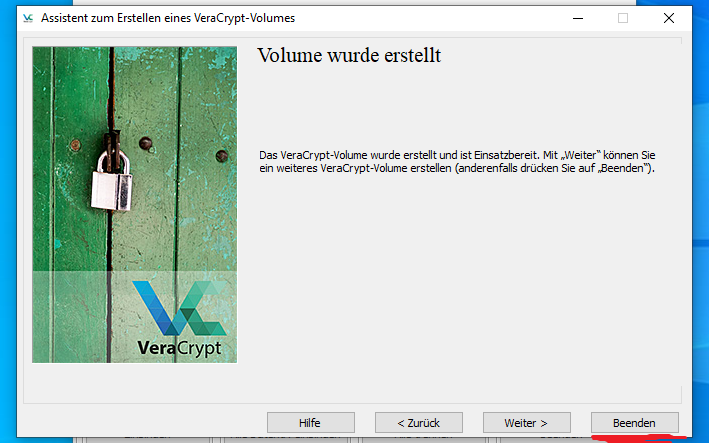 Assistent zum Erstellen eines VeraCrypt-Volumes
Volume wurde erstellt
Das VeraCrypt-Volume wurde erstellt und ist Einsatzbereit. Mit „Weiter“ können Sie
ein weiteres VeraCrypt-Volume erstellen (anderenfalls drücken Sie auf „Beenden“).
VeraCrypt
Hilfe
< Zurück
Weiter >
Beenden